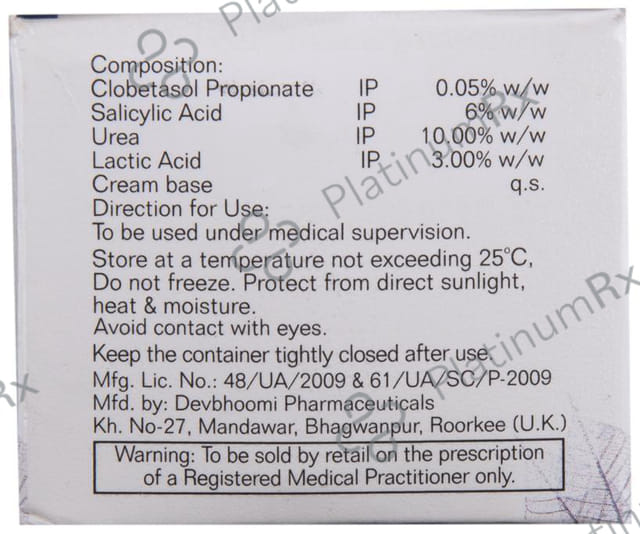 Composition:
Clobetasol Propionate IP 0.05% w/w
Salicylic Acid IP 6% w/w
Urea IP 10.00% w/w
Lactic Acid IP 3.00% w/w
Cream base q.s.
Direction for Use:
To be used under medical supervision.
Store at a temperature not exceeding 25°C,
Do not freeze. Protect from direct sunlight,
heat & moisture.
Avoid contact with eyes.
Keep the container tightly closed after use.
Mfg. Lic. No.: 48/UA/2009 & 61/UA/SC/P-2009
Mfd. by: Devbhoomi Pharmaceuticals
Kh. No-27, Mandawar, Bhagwanpur, Roorkee (U.K.)
Warning: To be sold by retail on the prescription
of a Registered Medical Practitioner only.
PlatinumRx
PlatinumRx